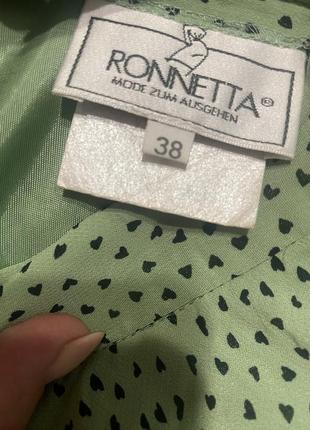 RONNETTA®
MODE ZUM AUSGEHEN
38